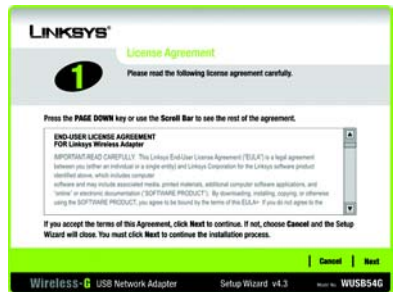 LINKSYS®
License Agreement
1
Please read the following license agreement carefully.
Press the PAGE DOWN key or use the Scroll Bar to see the rest of the agreement.
END-USER LICENSE AGREEMENT
FOR Linksys Wireless Adapter
IMPORTANT-READ CAREFULLY: This Linksys End-User License Agreement ("EULA") is a legal agreement
between you (either an individual or a single entity) and Linksys Corporation for the Linksys software product
identified above, which includes computer
software and may include associated media, printed materials, additional computer software applications, and
"online" or electronic documentation ("SOFTWARE PRODUCT"). By downloading, installing, copying, or otherwise
using the SOFTWARE PRODUCT, you agree to be bound by the terms of this EULA+ If you do not agree to the
If you accept the terms of this Agreement, click Next to continue. If not, choose Cancel and the Setup
Wizard will close. You must click Next to continue the installation process.
Cancel | Next
Wireless-G USB Network Adapter Setup Wizard v4.3 Model No. WUSB54G